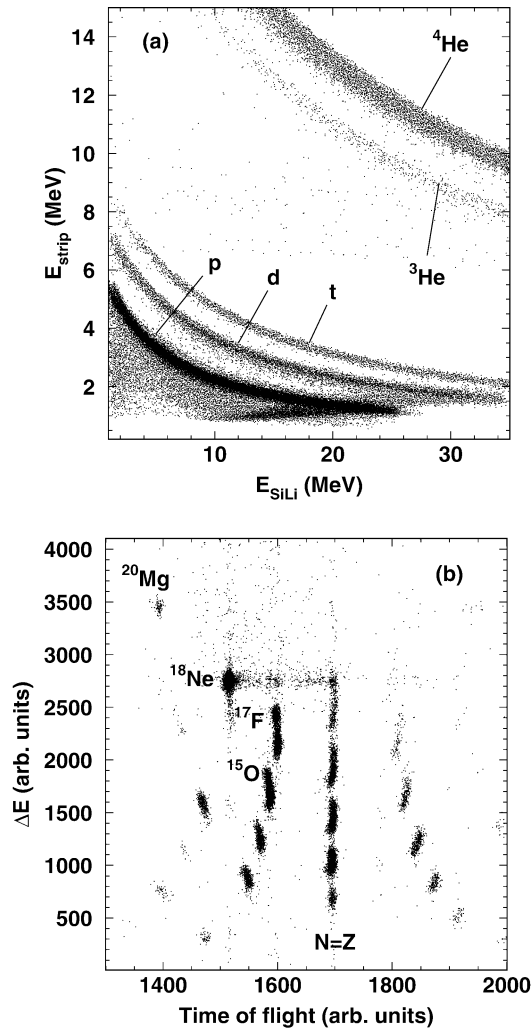 14
12
10
8
6
4
2
(a)
⁴He
³He
p
d
t
E_strip (MeV)
10
20
30
E_SiLi (MeV)
4000
3500
3000
2500
2000
1500
1000
500
²⁰Mg
(b)
¹⁸Ne
¹⁷F
¹⁵O
N=Z
ΔE (arb. units)
1400
1600
1800
2000
Time of flight (arb. units)